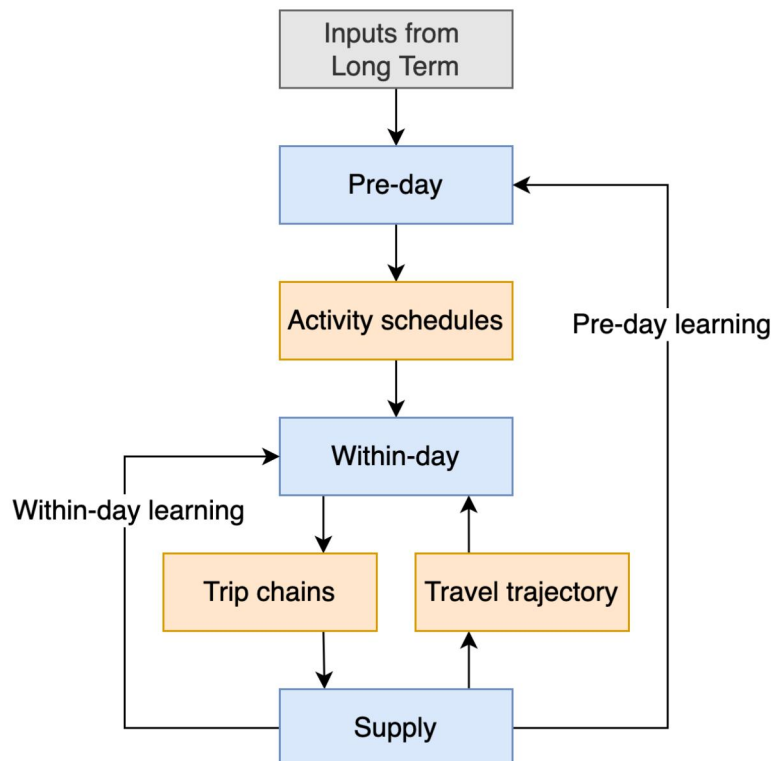 Inputs from
Long Term
Pre-day
Activity schedules
Pre-day learning
Within-day
Within-day learning
Trip chains
Travel trajectory
Supply